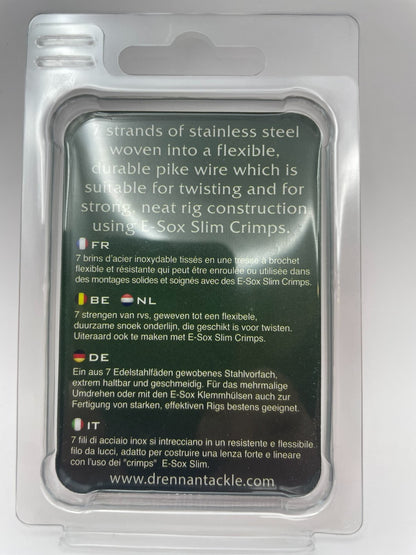 7 strands of stainless steel
woven into a flexible,
durable pike wire which is
suitable for twisting and for
strong, neat rig construction
using E-Sox Slim Crimps.
FR
7 brins d'acier inoxydable tissés en une tresse à brochet
flexible et résistante qui peut être enroulée ou utilisée dans
des montages solides et soignés avec des E-Sox Slim Crimps.
BE NL
7 strengen van rvs, geweven tot een flexibele,
duurzame snoek onderlijn, die geschikt is voor twisten.
Uiteraard ook te maken met E-Sox Slim Crimps.
DE
Ein aus 7 Edelstahlfäden gewobenes Stahlvorfach,
extrem haltbar und geschmeidig. Für das mehrmalige
Umdrehen oder mit den E-Sox Klemmhülsen auch zur
Fertigung von starken, effektiven Rigs bestens geeignet.
IT
7 fili di acciaio inox si intrecciano in un resistente e flessibile
filo da lucci, adatto per costruire una lenza forte e lineare
con l'uso dei "crimps" E-Sox Slim.
www.drennantackle.com